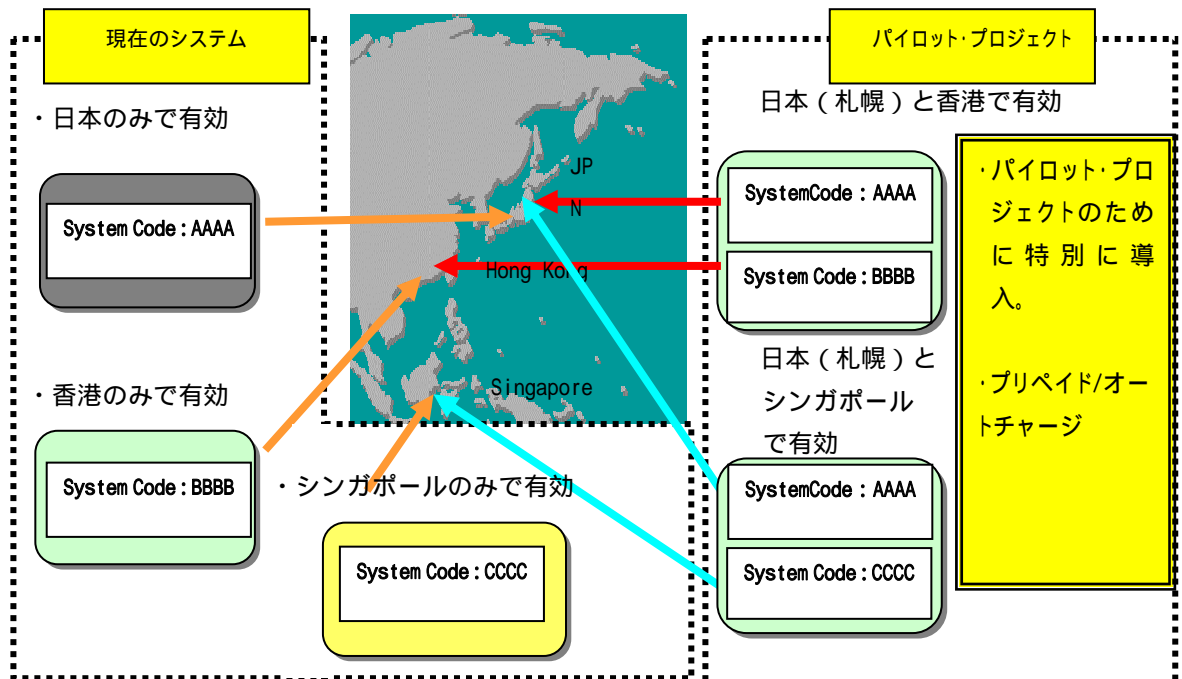 現在のシステム
・日本のみで有効
System Code : AAAA
・香港のみで有効
System Code : BBBB
・シンガポールのみで有効
System Code : CCCC
JP
N
Hong Kong
Singapore
パイロット・プロジェクト
日本（札幌）と香港で有効
SystemCode : AAAA
System Code : BBBB
日本（札幌）と
シンガポール
で有効
SystemCode : AAAA
System Code : CCCC
・パイロット・プロ
ジェクトのため
に特別に導
入。
・プリペイド/オー
トチャージ